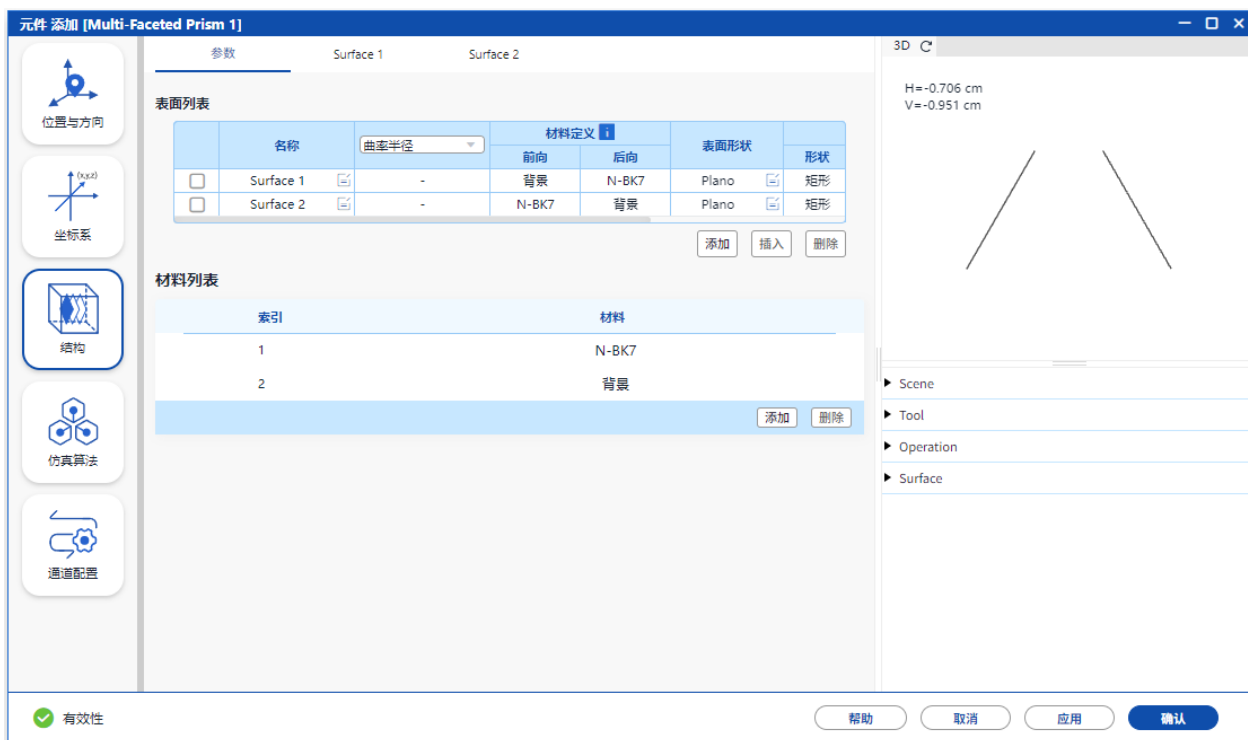 元件 添加 [Multi-Faceted Prism 1]
参数 Surface 1 Surface 2
3D
H=-0.706 cm
V=-0.951 cm
位置与方向
(x,y,z)
坐标系
结构
仿真算法
通道配置
表面列表
名称 曲率半径 材料定义 i 表面形状
前向 后向 形状
Surface 1 - 背景 N-BK7 Plano 矩形
Surface 2 - N-BK7 背景 Plano 矩形
添加 插入 删除
材料列表
索引 材料
1 N-BK7
2 背景
添加 删除
Scene
Tool
Operation
Surface
有效性
帮助 取消 应用 确认